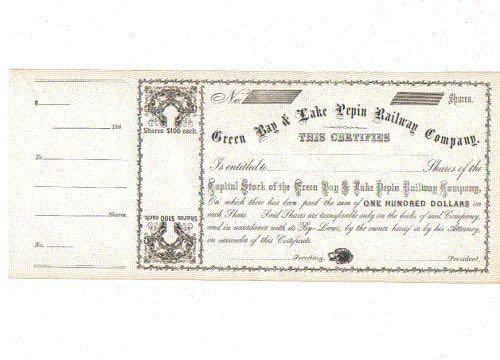 $
186
To
Shares.
No.
Shares $100 each.
Shares $100 each.
No.
Shares.
Green Bay & Lake Pepin Railway Company.
THIS CERTIFIES
Is entitled to Shares of the
Capital Stock of the Green Bay & Lake Pepin Railway Company,
On which there has been paid the sum of ONE HUNDRED DOLLARS on
each Share. Said Shares are transferable only on the books of said Company,
and in accordance with its By-Laws, by the owner hereof or by his Attorney,
on surrender of this Certificate.
Secretary. President.